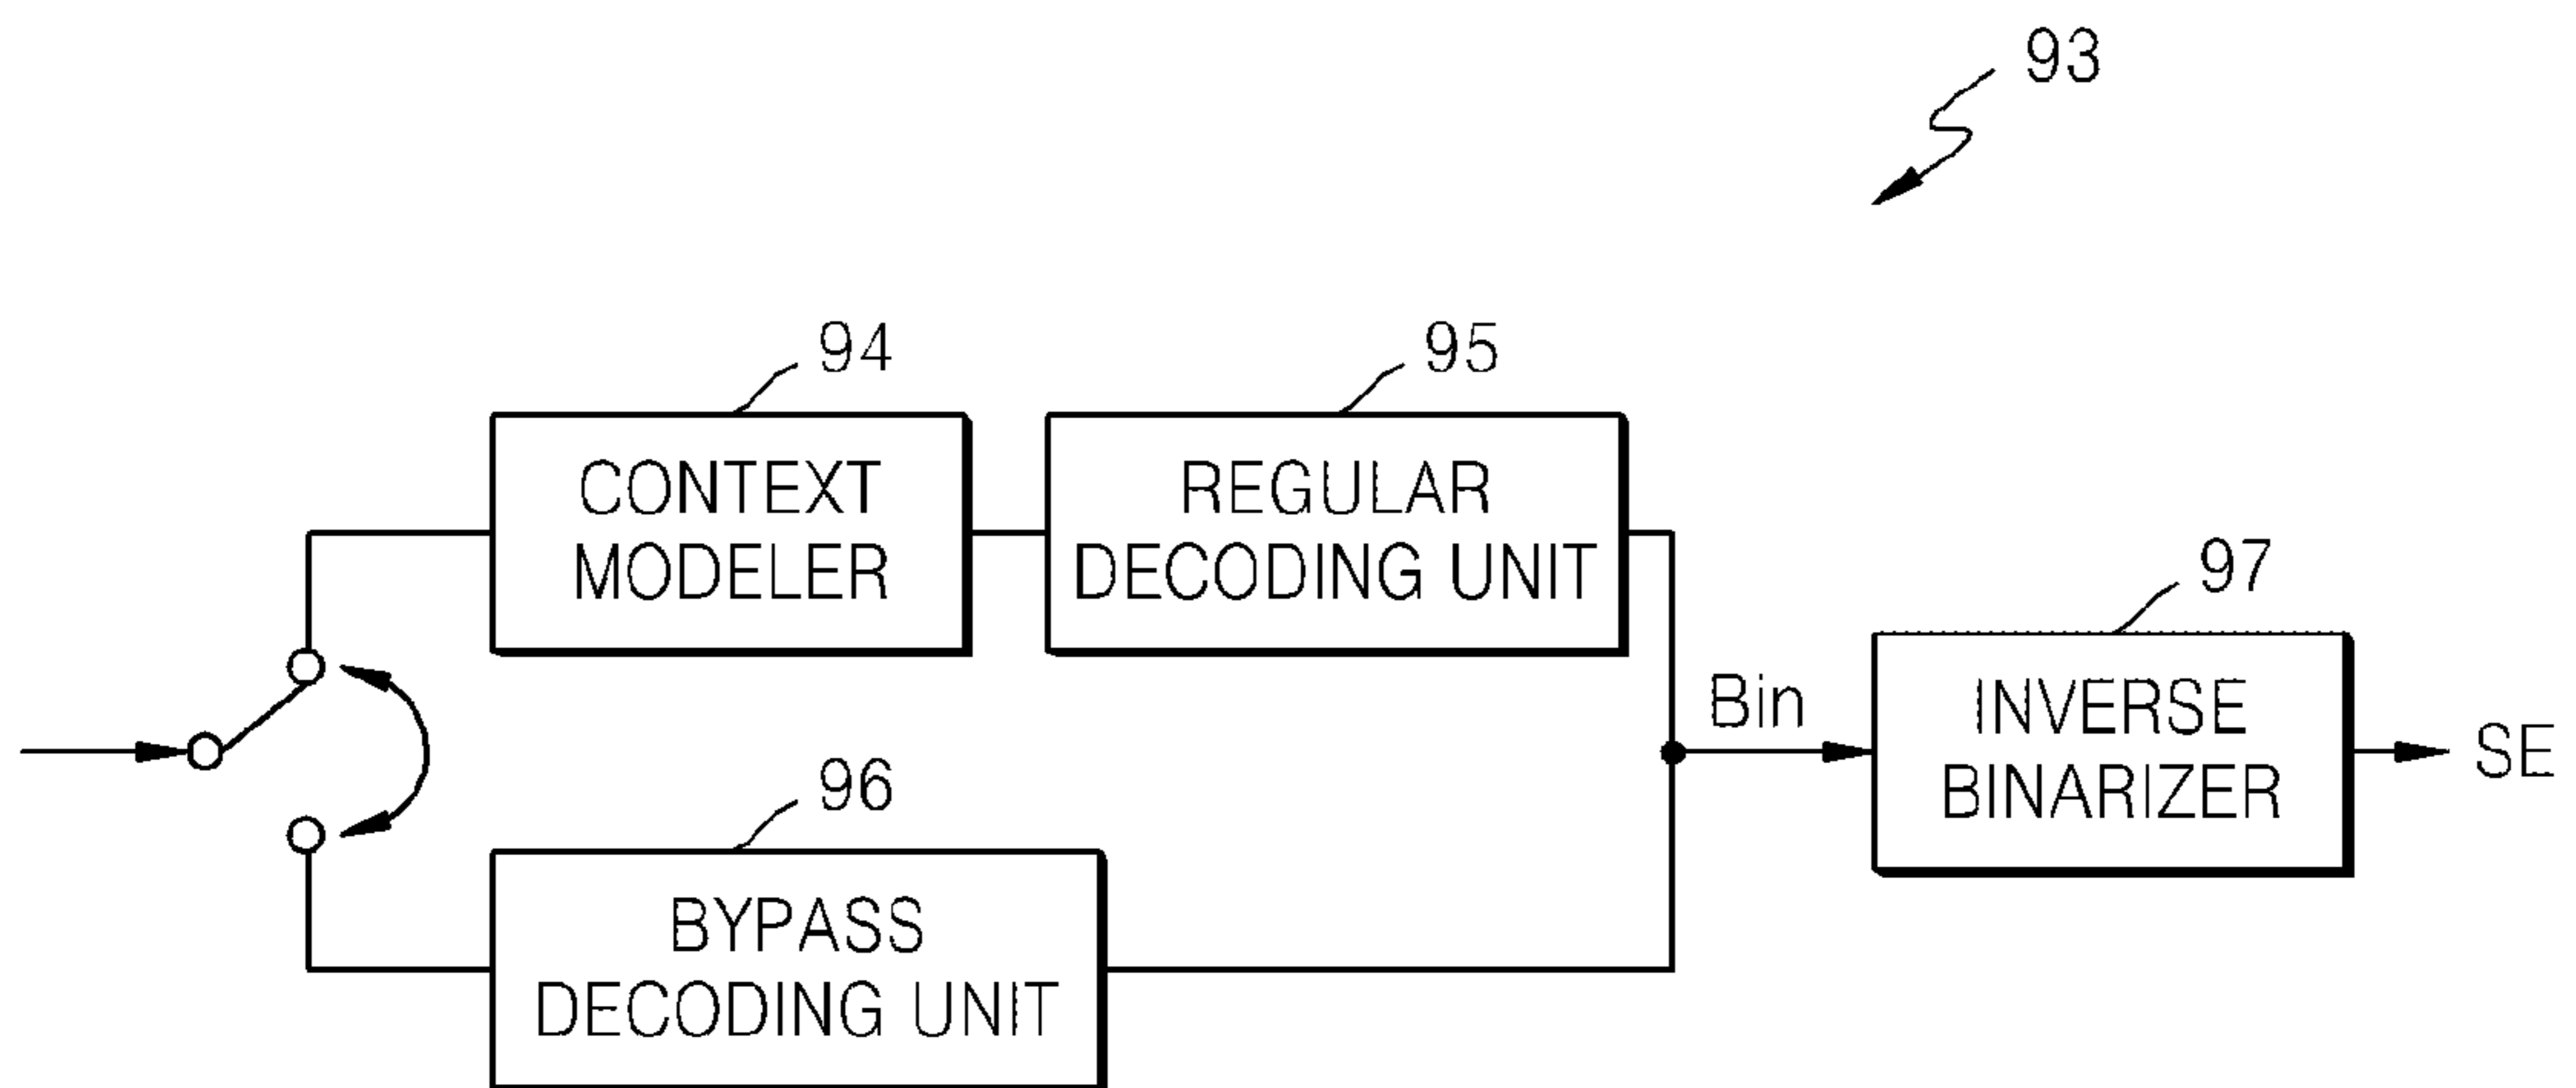 93
94
95
CONTEXT
MODELER
REGULAR
DECODING UNIT
97
Bin
INVERSE
BINARIZER
SE
96
BYPASS
DECODING UNIT